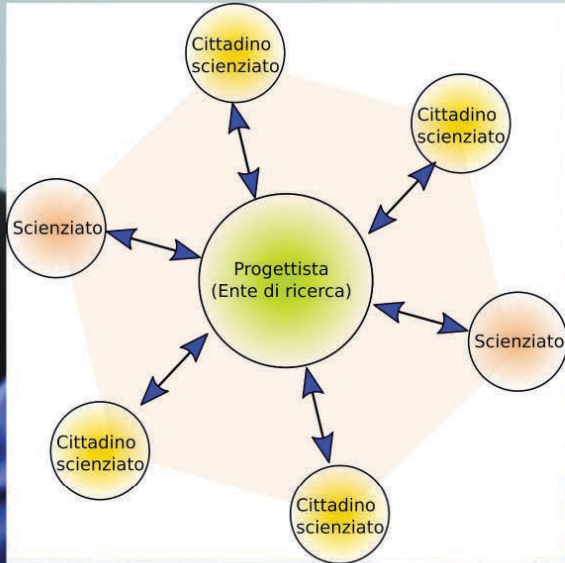 Cittadino
scienziato
Cittadino
scienziato
Scienziato
Progettista
(Ente di ricerca)
Scienziato
Cittadino
scienziato
Cittadino
scienziato